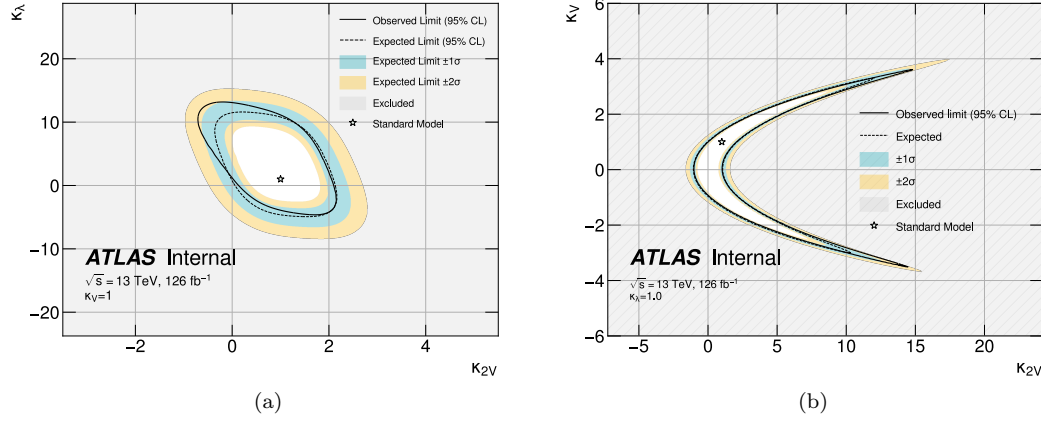 κλ
20
10
0
−10
−20
−2
0
2
4
κ2V
Observed Limit (95% CL)
Expected Limit (95% CL)
Expected Limit ±1σ
Expected Limit ±2σ
Excluded
Standard Model
ATLAS Internal
√s = 13 TeV, 126 fb−1
κV=1
(a)
κV
6
4
2
0
−2
−4
−6
−5
0
5
10
15
20
κ2V
Observed limit (95% CL)
Expected
±1σ
±2σ
Excluded
Standard Model
ATLAS Internal
√s = 13 TeV, 126 fb−1
κλ=1.0
(b)